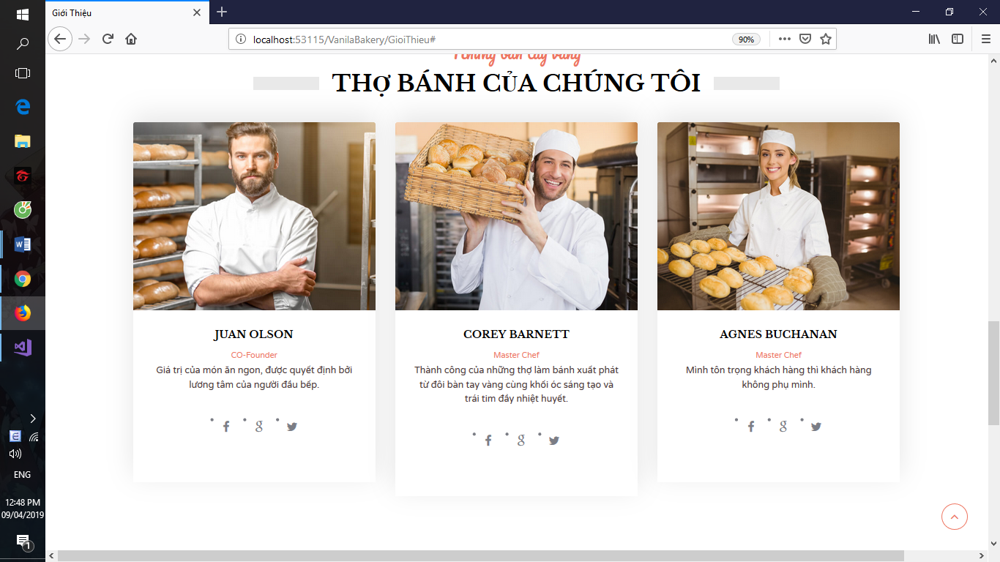 Giới Thiệu
localhost:53115/VanilaBakery/GioiThieu#
90%
THỢ BÁNH CỦA CHÚNG TÔI
JUAN OLSON
CO-Founder
Giá trị của món ăn ngon, được quyết định bởi
lương tâm của người đầu bếp.
COREY BARNETT
Master Chef
Thành công của những thợ làm bánh xuất phát
từ đôi bàn tay vàng cùng khối óc sáng tạo và
trái tim đầy nhiệt huyết.
AGNES BUCHANAN
Master Chef
Mình tôn trọng khách hàng thì khách hàng
không phụ mình.
ENG
12:48 PM
09/04/2019
1